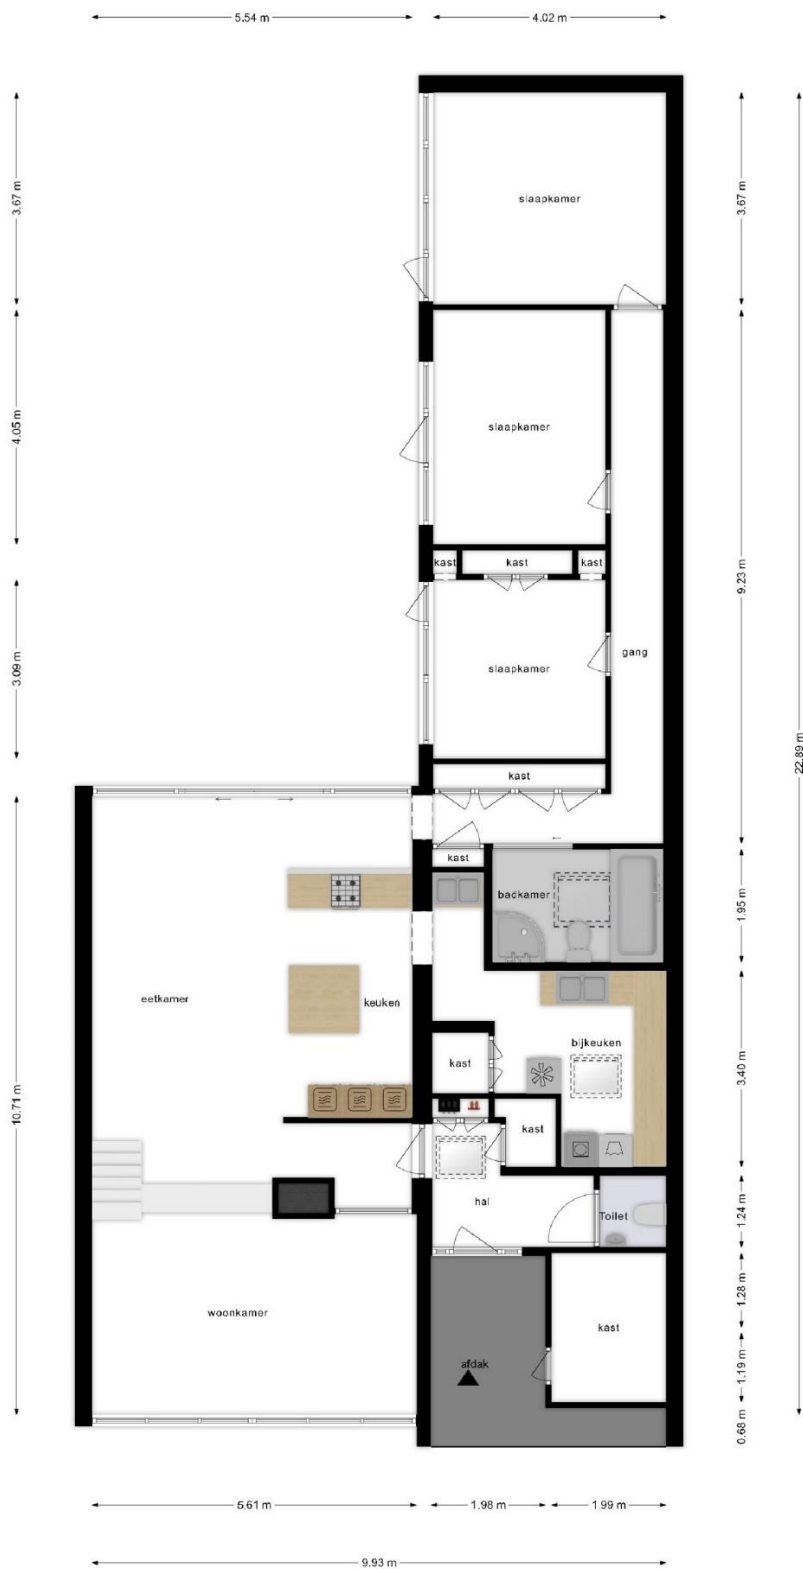 5.54 m
4.02 m
3.67 m
3.67 m
slaapkamer
4.05 m
slaapkamer
9.23 m
22.89 m
kast
kast
kast
3.09 m
slaapkamer
gang
kast
kast
badkamer
1.95 m
eetkamer
keuken
bijkeuken
kast
3.40 m
10.71 m
kast
hal
Toilet
1.24 m
woonkamer
1.28 m
kast
afdak
1.19 m
0.68 m
5.61 m
1.98 m
1.99 m
9.93 m